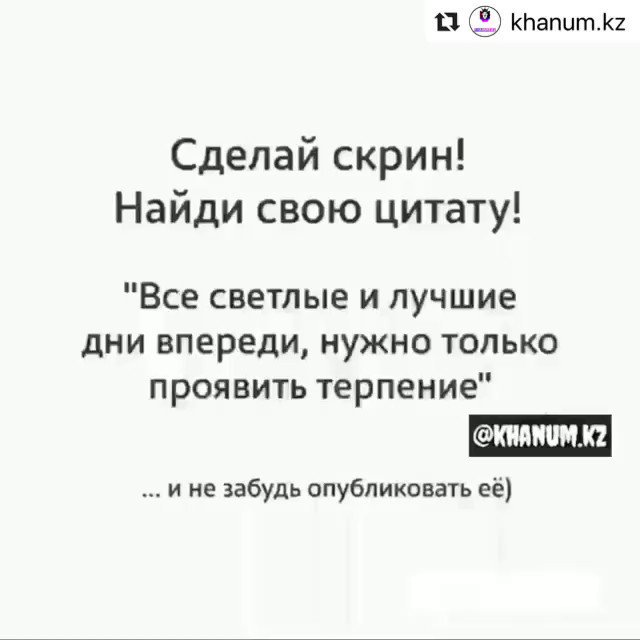 khanum.kz
Сделай скрин!
Найди свою цитату!
"Все светлые и лучшие
дни впереди, нужно только
проявить терпение"
@KHANUM.KZ
... и не забудь опубликовать её)